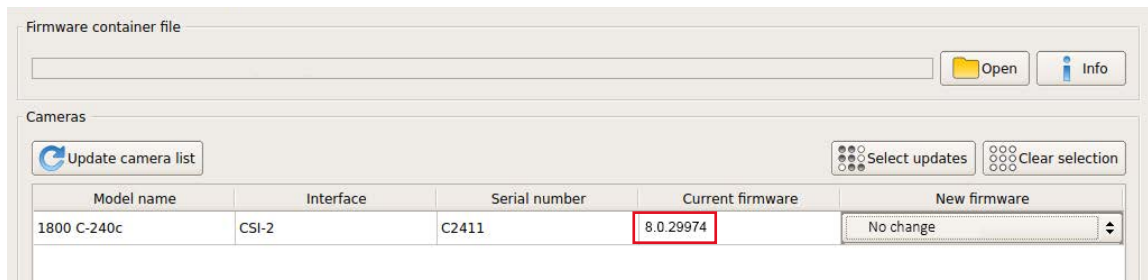 Firmware container file
Open Info
Cameras
Update camera list Select updates Clear selection
Model name Interface Serial number Current firmware New firmware
1800 C-240c CSI-2 C2411 8.0.29974 No change